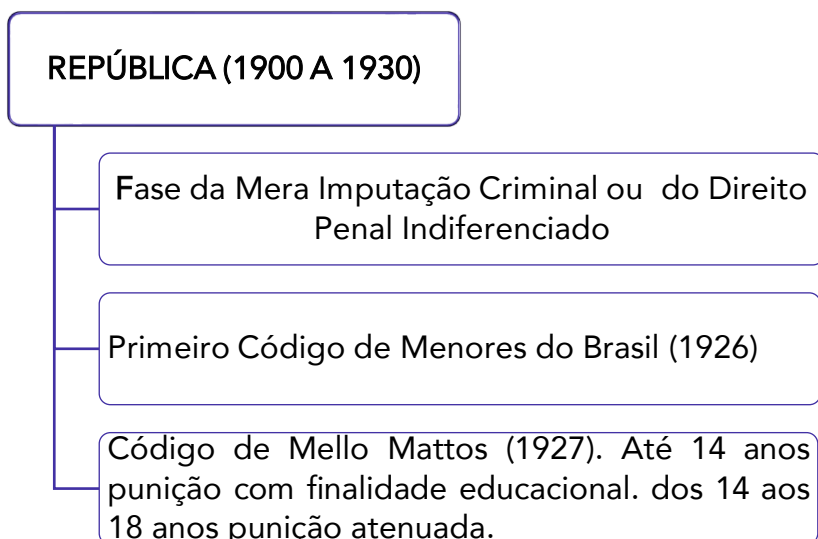 REPÚBLICA (1900 A 1930)
Fase da Mera Imputação Criminal ou do Direito
Penal Indiferenciado
Primeiro Código de Menores do Brasil (1926)
Código de Mello Mattos (1927). Até 14 anos
punição com finalidade educacional. dos 14 aos
18 anos punição atenuada.